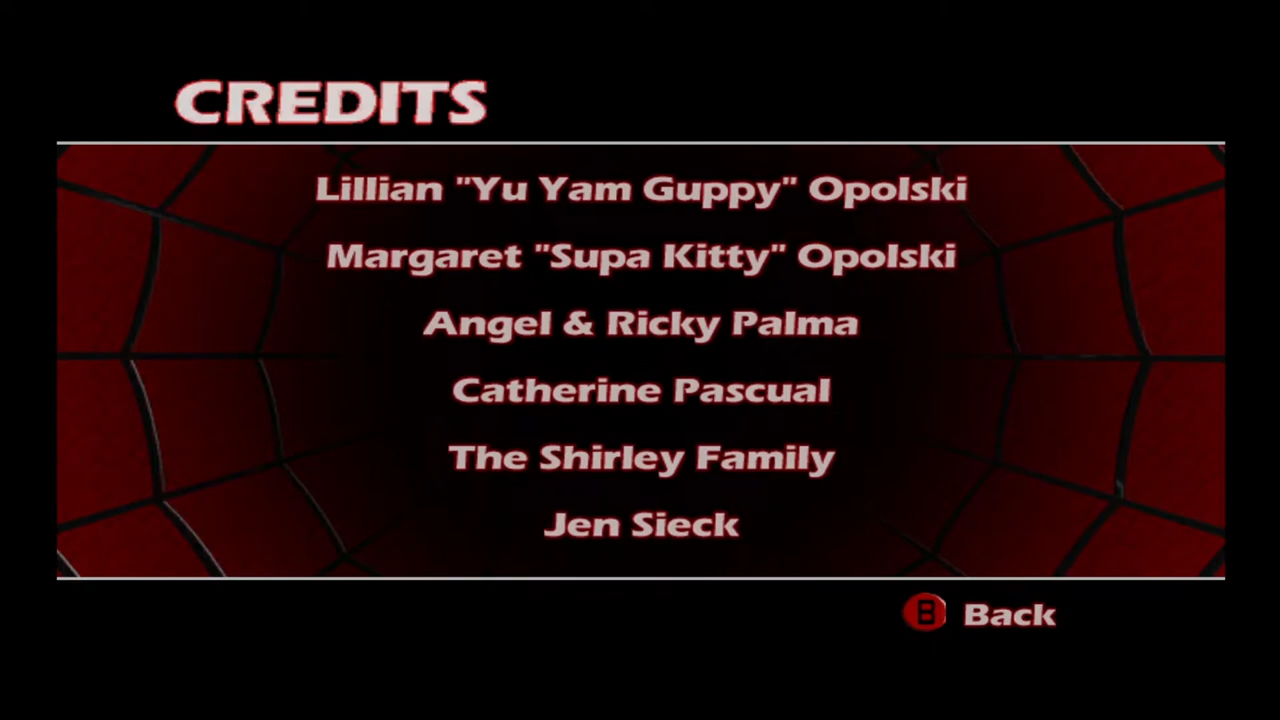 CREDITS
Lillian "Yu Yam Guppy" Opolski
Margaret "Supa Kitty" Opolski
Angel & Ricky Palma
Catherine Pascual
The Shirley Family
Jen Sieck
B Back